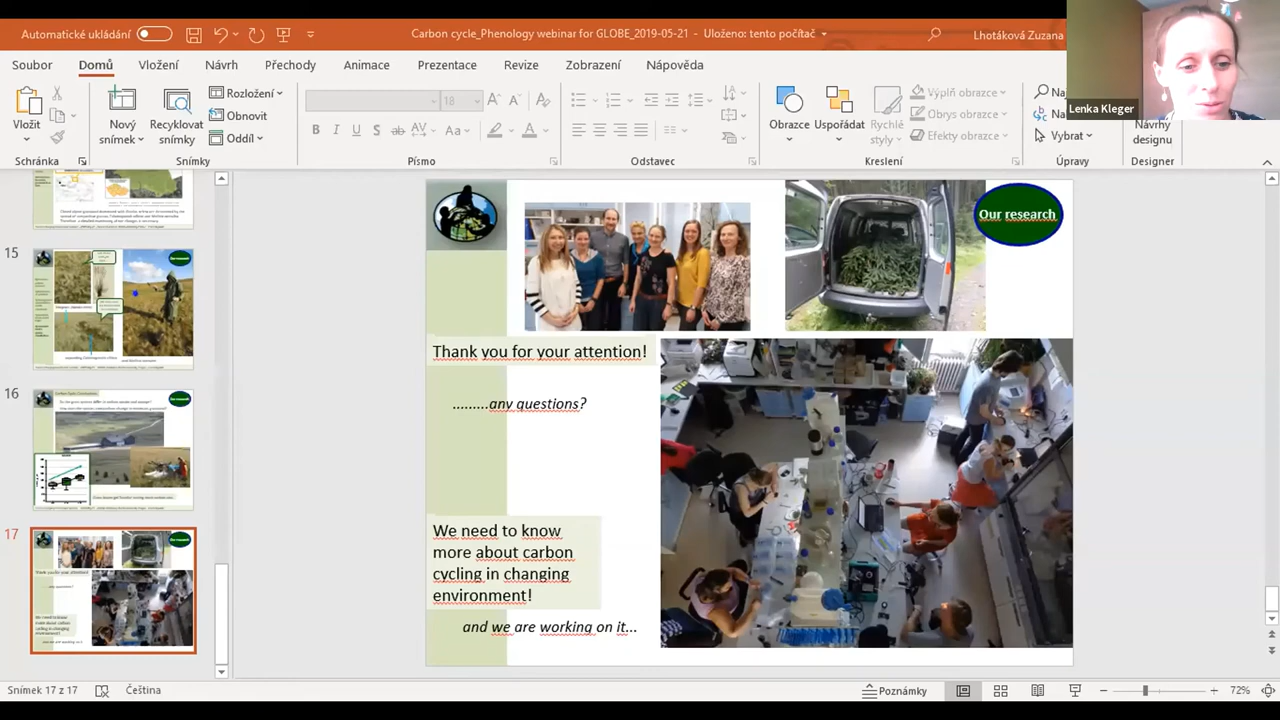 Automatické ukládání
Carbon cycle_Phenology webinar for GLOBE_2019-05-21 - Uloženo: tento počítač
Lhotáková Zuzana
Lenka Kleger
Soubor
Domů
Vložení
Návrh
Přechody
Animace
Prezentace
Revize
Zobrazení
Nápověda
Vložit
Nový
snímek
Recyklovat
snímky
Rozložení
Obnovit
Oddíl
18
Obrazce
Uspořádat
Rychlé
styly
Výplň obrazce
Obrys obrazce
Efekty obrazce
Vybrat
Návrhy
designu
Schránka
Snímky
Písmo
Odstavec
Kreslení
Úpravy
Designer
15
16
17
Our research
Thank you for your attention!
.........any questions?
We need to know
more about carbon
cycling in changing
environment!
and we are working on it...
Snímek 17 z 17
Čeština
Poznámky
72%